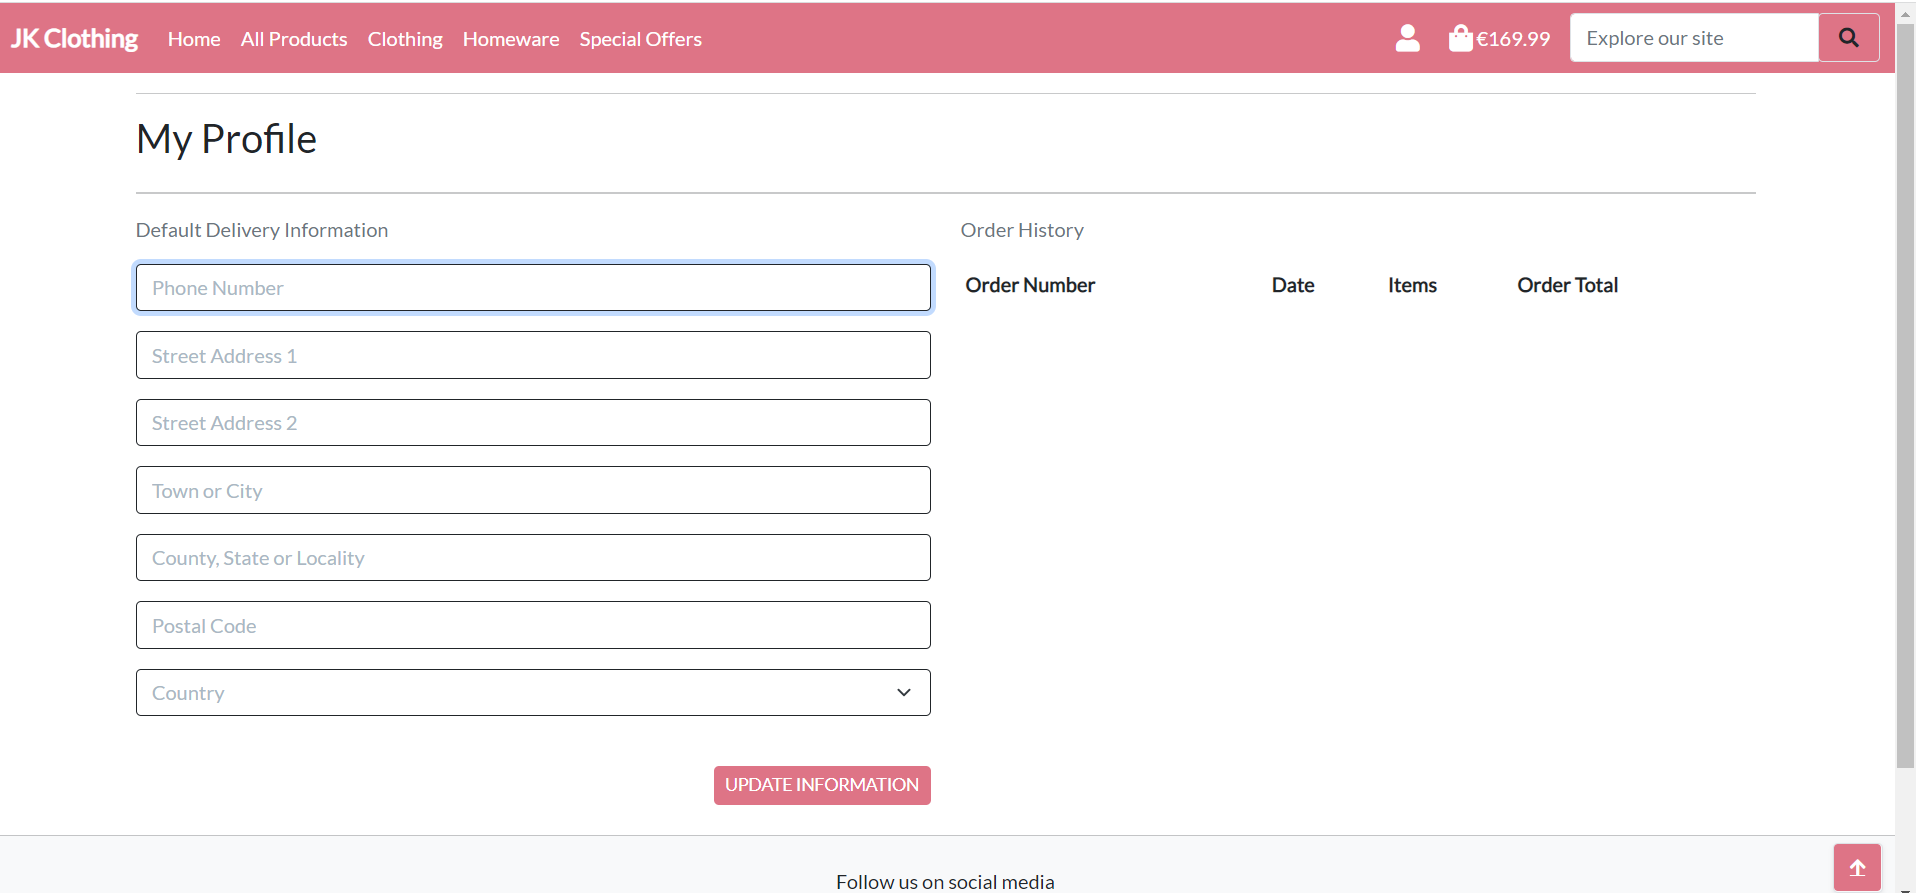 JK Clothing Home All Products Clothing Homeware Special Offers €169.99 Explore our site
My Profile
Default Delivery Information
Phone Number
Street Address 1
Street Address 2
Town or City
County, State or Locality
Postal Code
Country
UPDATE INFORMATION
Order History
Order Number Date Items Order Total
Follow us on social media